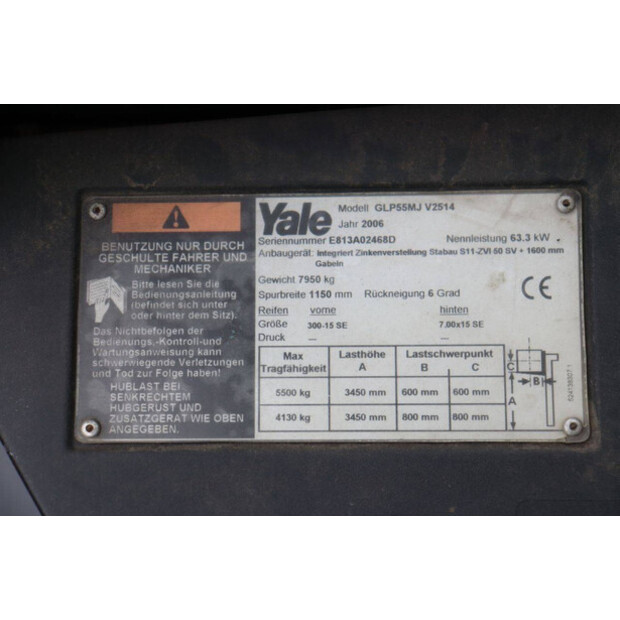 BENUTZUNG NUR DURCH
GESCHULTE FAHRER UND
MECHANIKER
Bitte lesen Sie die
Bedienungsanleitung
(befindet sich unter
oder hinter dem Sitz).
Das Nichtbefolgen der
Bedienungs,-Kontroll-und
Wartungsanweisung kann
schwerwiegende Verletzungen
und Tod zur Folge haben!
HUBLAST BEI
SENKRECHTEM
HUBGERUST UND
ZUSATZGERÄT WIE OBEN
ANGEGEBEN.
Yale
Modell GLP55MJ V2514
Jahr 2006
Seriennummer E813A02468D Nennleistung 63.3 kW
Anbaugerät: Integriert Zinkenverstellung Stabau S11-ZVI 50 SV + 1600 mm
Gabeln
Gewicht 7950 kg
Spurbreite 1150 mm Rückneigung 6 Grad
CE
Reifen vorne hinten
Größe 300-15 SE 7.00x15 SE
Druck — —
Max Tragfähigkeit Lasthöhe A Lastschwerpunkt B C
5500 kg 3450 mm 600 mm 600 mm
4130 kg 3450 mm 800 mm 800 mm
C
B
A